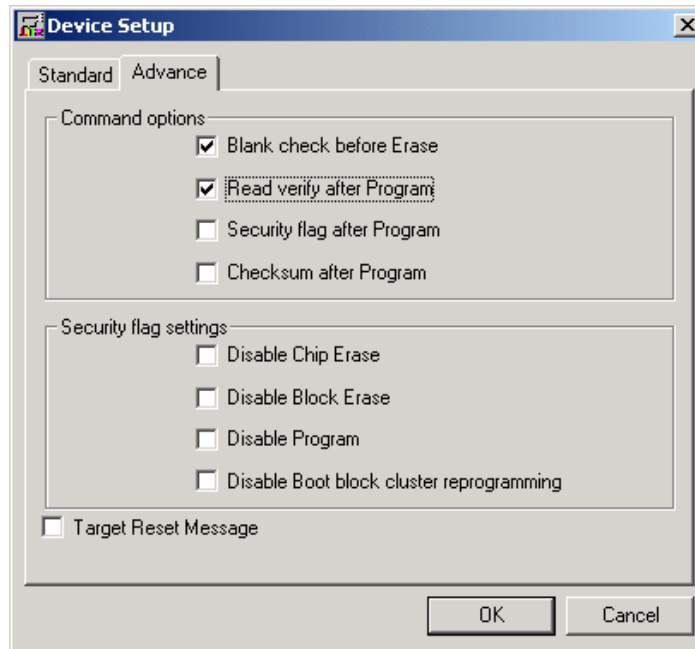 Device Setup
Standard Advance
Command options
Blank check before Erase
Read verify after Program
Security flag after Program
Checksum after Program
Security flag settings
Disable Chip Erase
Disable Block Erase
Disable Program
Disable Boot block cluster reprogramming
Target Reset Message
OK Cancel